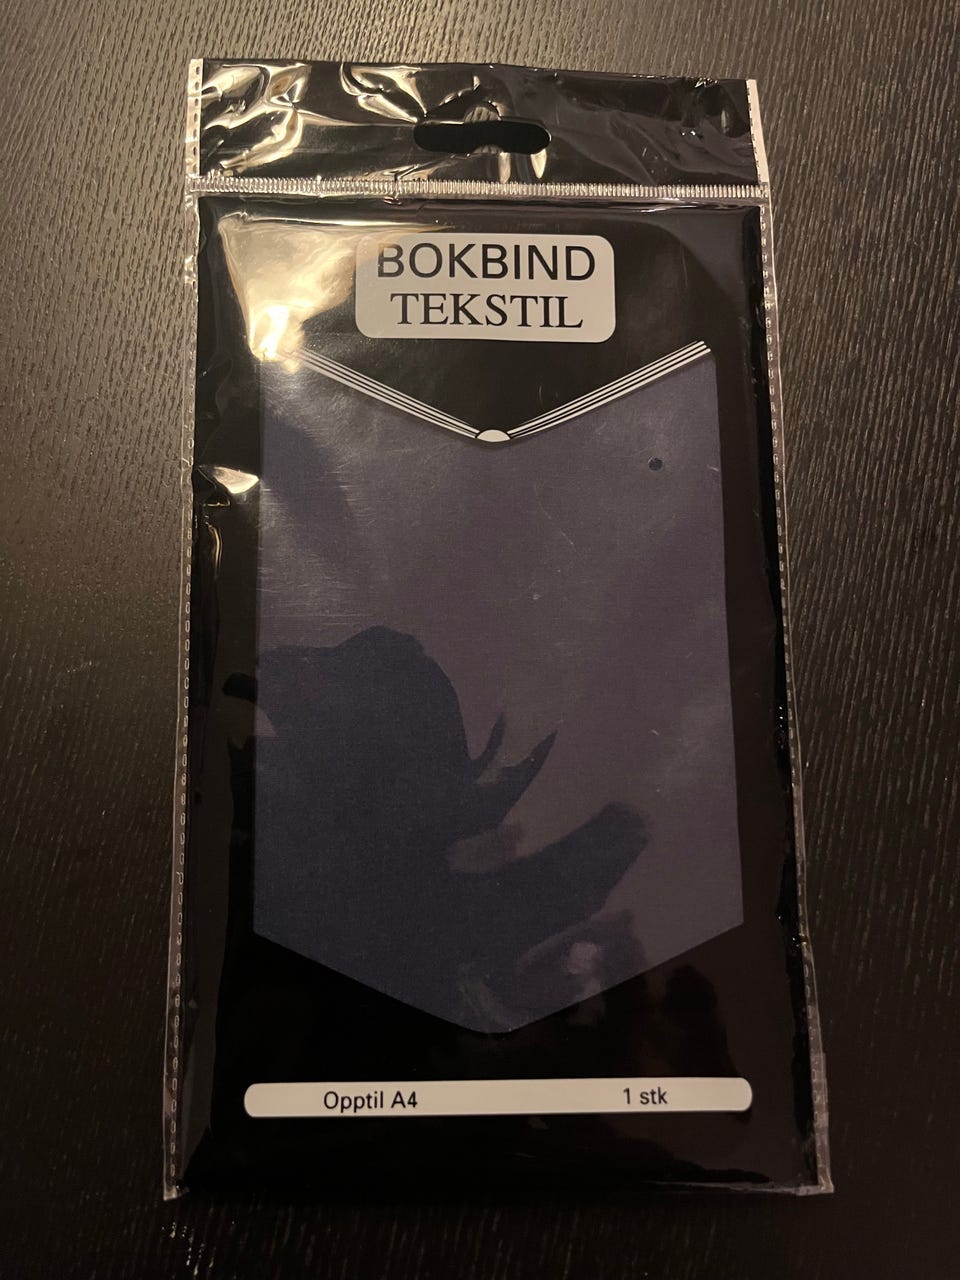 BOKBIND
TEKSTIL
Opptil A4 1 stk